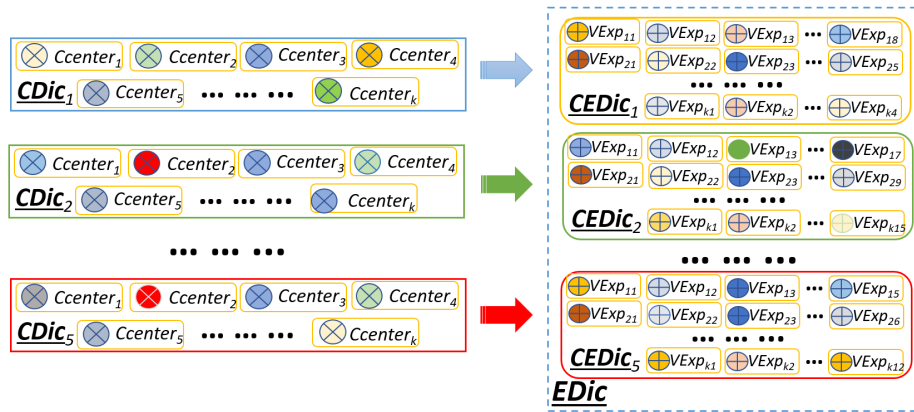 Ccenter1 Ccenter2 Ccenter3 Ccenter4
CDic1 Ccenter5 ... ... ... Ccenterk
Ccenter1 Ccenter2 Ccenter3 Ccenter4
CDic2 Ccenter5 ... ... ... Ccenterk
... ... ...
Ccenter1 Ccenter2 Ccenter3 Ccenter4
CDic5 Ccenter5 ... ... ... Ccenterk
VExp11 VExp12 VExp13 ... VExp18
VExp21 VExp22 VExp23 ... VExp25
... ... ...
CEDic1 VExpk1 VExpk2 ... VExpk4
VExp11 VExp12 VExp13 ... VExp17
VExp21 VExp22 VExp23 ... VExp29
... ... ...
CEDic2 VExpk1 VExpk2 ... VExpk15
... ... ...
VExp11 VExp12 VExp13 ... VExp15
VExp21 VExp22 VExp23 ... VExp26
... ... ...
CEDic5 VExpk1 VExpk2 ... VExpk12
EDic